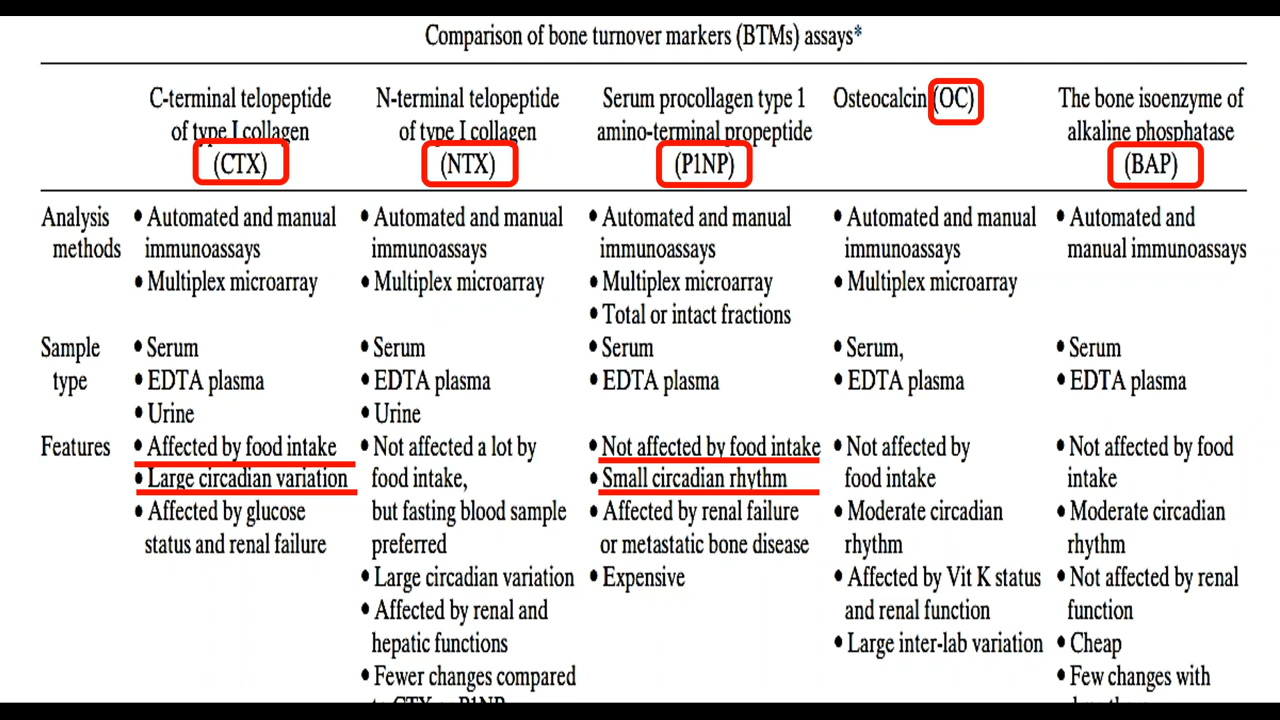 Comparison of bone turnover markers (BTMs) assays*
C-terminal telopeptide
of type I collagen
(CTX)
N-terminal telopeptide
of type I collagen
(NTX)
Serum procollagen type 1
amino-terminal propeptide
(P1NP)
Osteocalcin (OC)
The bone isoenzyme of
alkaline phosphatase
(BAP)
Analysis
methods
• Automated and manual
immunoassays
• Multiplex microarray
• Automated and manual
immunoassays
• Multiplex microarray
• Automated and manual
immunoassays
• Multiplex microarray
• Total or intact fractions
• Automated and manual
immunoassays
• Multiplex microarray
• Automated and
manual immunoassays
Sample
type
• Serum
• EDTA plasma
• Urine
• Serum
• EDTA plasma
• Urine
• Serum
• EDTA plasma
• Serum,
• EDTA plasma
• Serum
• EDTA plasma
Features
• Affected by food intake
• Large circadian variation
• Affected by glucose
status and renal failure
• Not affected a lot by
food intake,
but fasting blood sample
preferred
• Large circadian variation
• Affected by renal and
hepatic functions
• Fewer changes compared
• Not affected by food intake
• Small circadian rhythm
• Affected by renal failure
or metastatic bone disease
• Expensive
• Not affected by
food intake
• Moderate circadian
rhythm
• Affected by Vit K status
and renal function
• Large inter-lab variation
• Not affected by food
intake
• Moderate circadian
rhythm
• Not affected by renal
function
• Cheap
• Few changes with